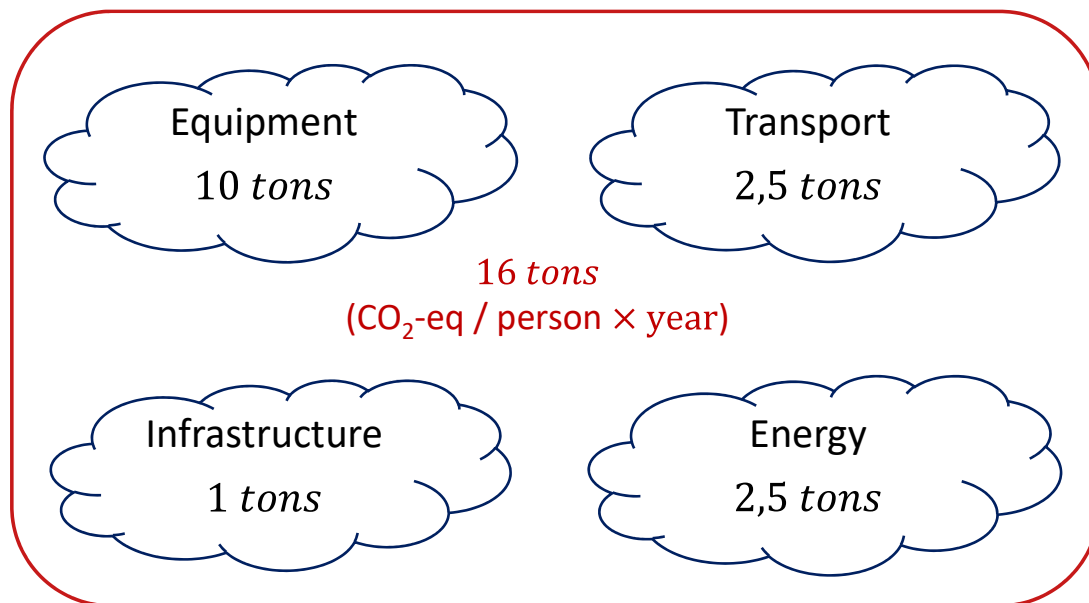 Equipment
10 tons
Transport
2,5 tons
16 tons
(CO₂-eq / person × year)
Infrastructure
1 tons
Energy
2,5 tons